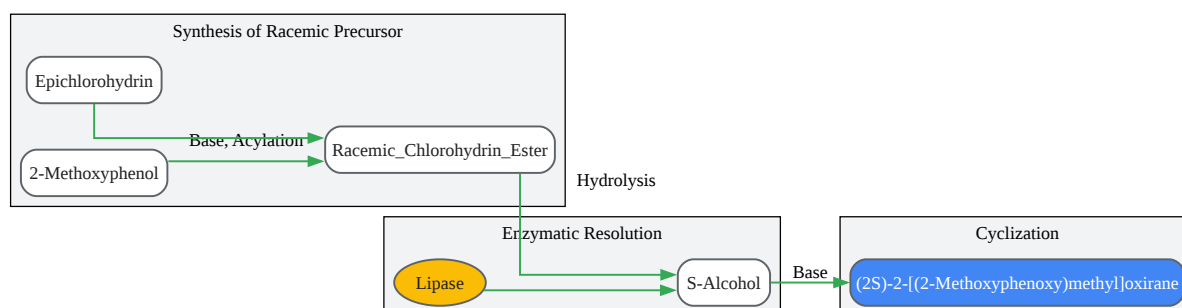 Synthesis of Racemic Precursor
Epichlorohydrin
Base, Acylation
2-Methoxyphenol
Racemic_Chlorohydrin_Ester
Hydrolysis
Enzymatic Resolution
Lipase
S-Alcohol
Base
Cyclization
(2S)-2-[(2-Methoxyphenoxy)methyl]oxirane